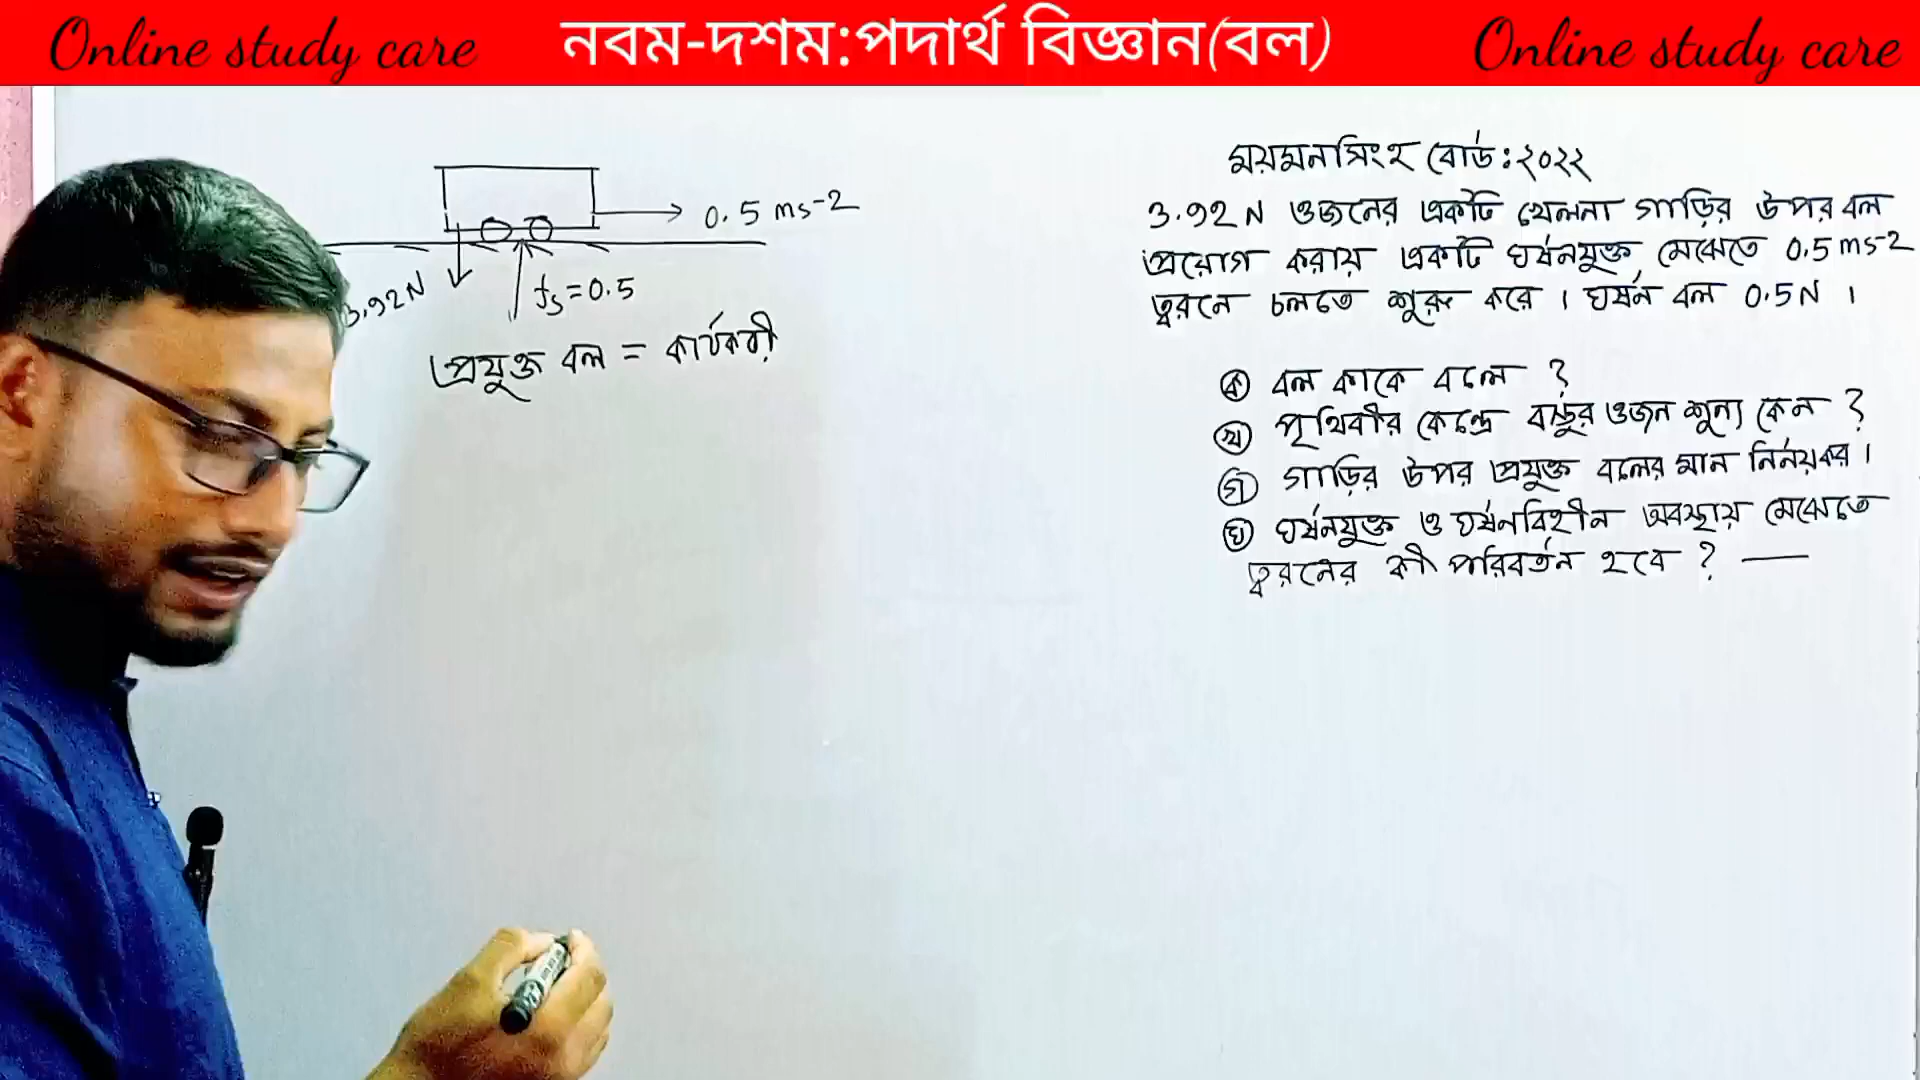 Online study care নবম-দশম:পদার্থ বিজ্ঞান(বল) Online study care
0.5 ms-2
3.92 N
fs=0.5
প্রযুক্ত বল = কার্যকরী
ময়মনসিংহ বোর্ড:২০২২
3.92 N ওজনের একটি খেলনা গাড়ির উপর বল
প্রয়োগ করায় একটি ঘর্ষনযুক্ত মেঝেতে 0.5 ms-2
ত্বরনে চলতে শুরু করে । ঘর্ষন বল 0.5N ।
ক বল কাকে বলে ?
খ পৃথিবীর কেন্দ্রে বস্তুর ওজন শূন্য কেন ?
গ গাড়ির উপর প্রযুক্ত বলের মান নির্নয় কর ।
ঘ ঘর্ষনযুক্ত ও ঘর্ষনবিহীন অবস্থায় মেঝেতে
ত্বরনের কী পরিবর্তন হবে ? —